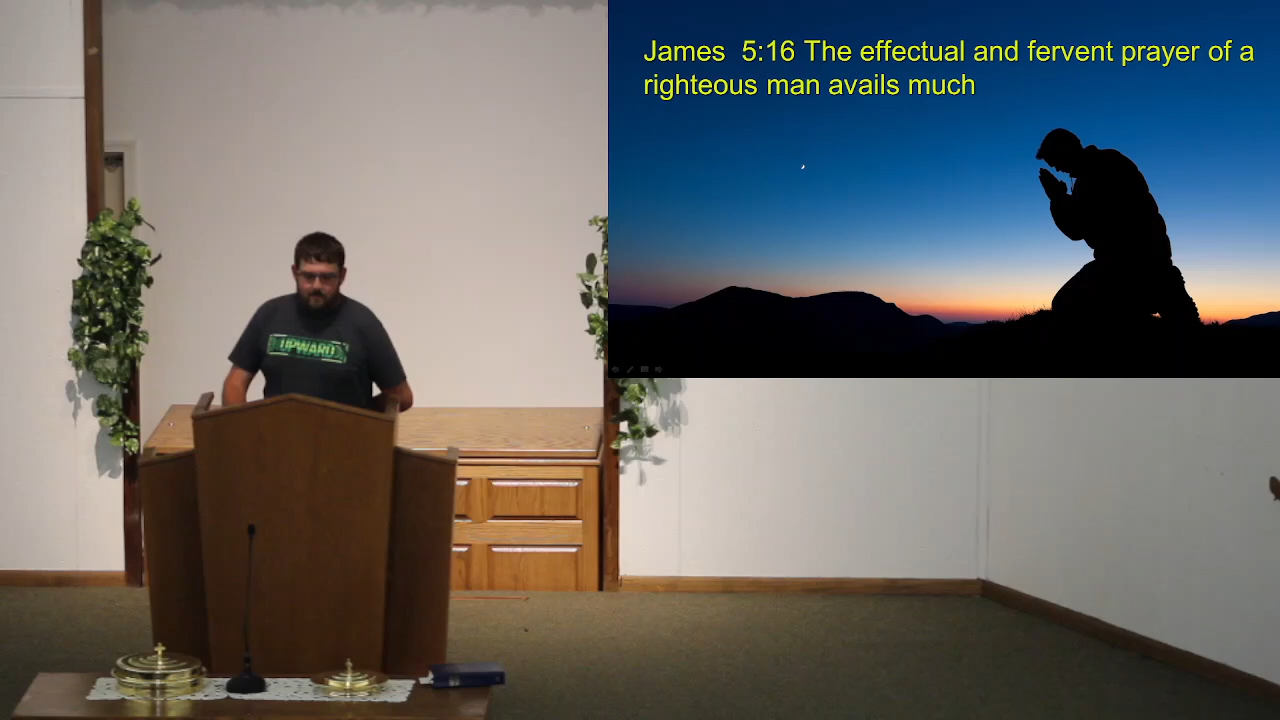 James  5:16 The effectual and fervent prayer of a
righteous man avails much
UPWARD